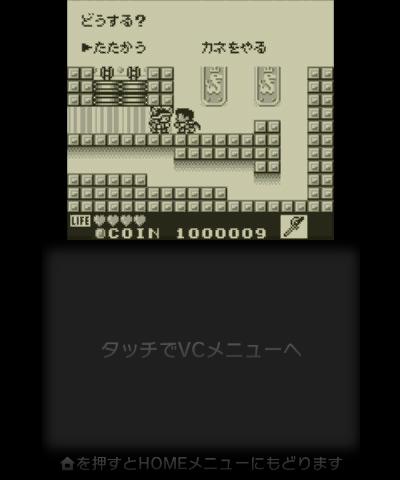 どうする?
▶たたかう カネをやる
LIFE
COIN 1000009
タッチでVCメニューへ
を押すとHOMEメニューにもどります